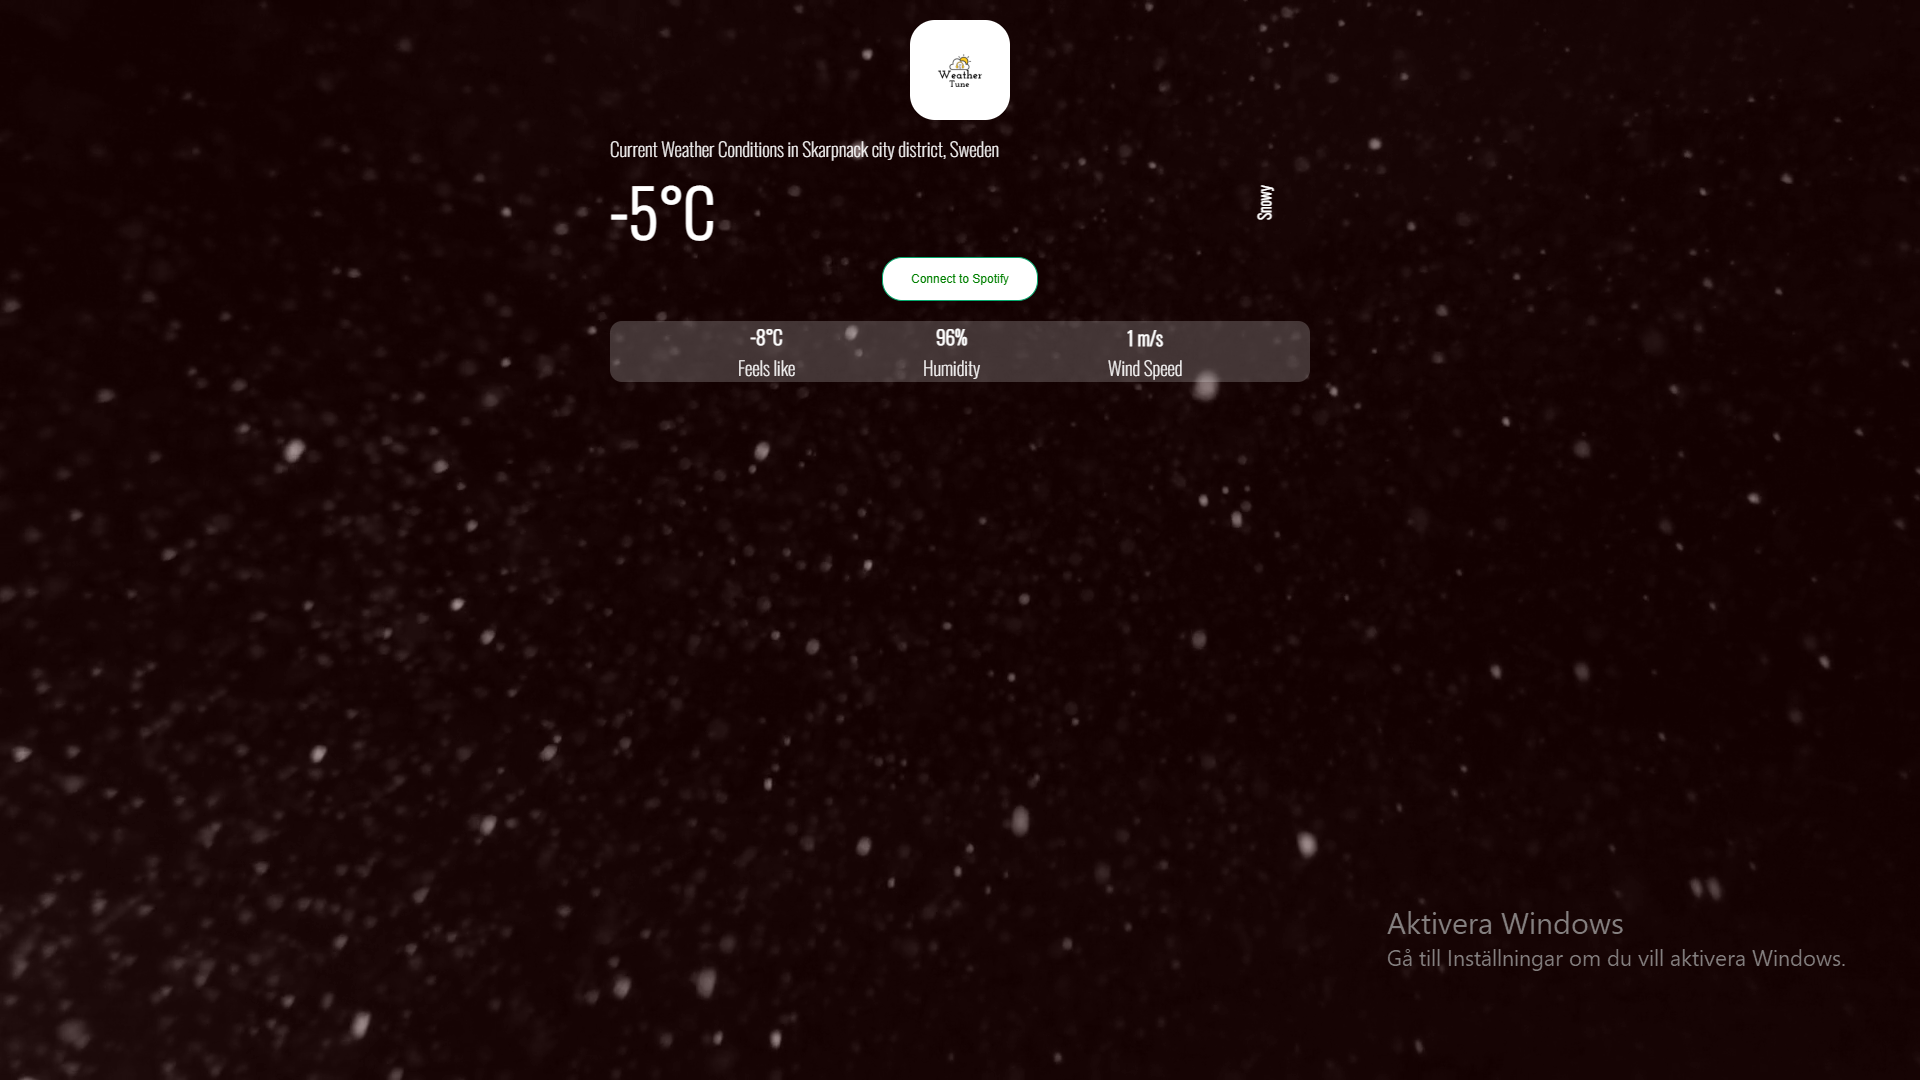 Weather
Tune
Current Weather Conditions in Skarpnack city district, Sweden
-5°C
Snowy
Connect to Spotify
-8°C 96% 1 m/s
Feels like Humidity Wind Speed
Aktivera Windows
Gå till Inställningar om du vill aktivera Windows.